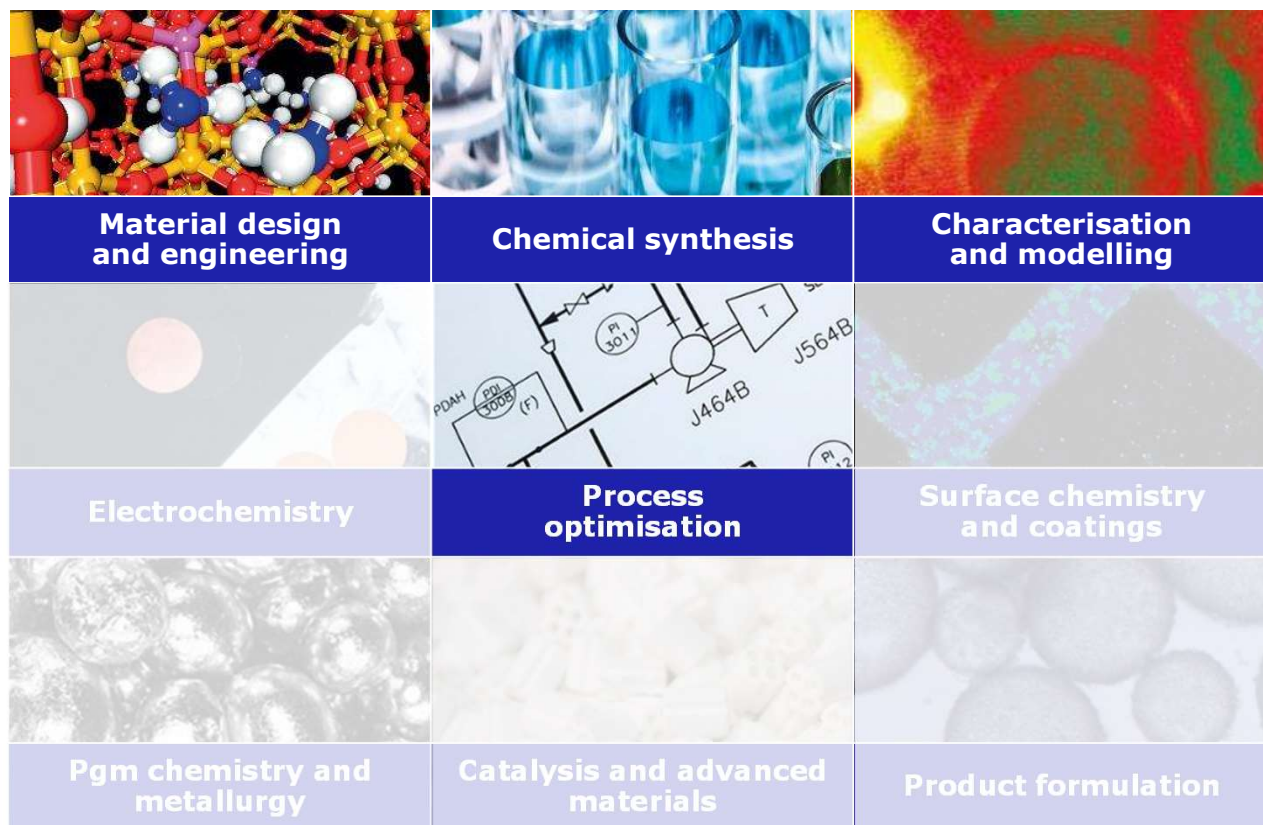 Material design
and engineering
Chemical synthesis
Characterisation
and modelling
PI
3011
T
J564B
PDAH
PDI
3008
(F)
J464B
PI
Electrochemistry
Process
optimisation
Surface chemistry
and coatings
Pgm chemistry and
metallurgy
Catalysis and advanced
materials
Product formulation